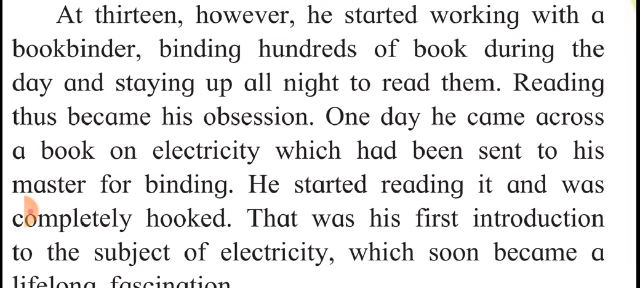 At thirteen, however, he started working with a
bookbinder, binding hundreds of book during the
day and staying up all night to read them. Reading
thus became his obsession. One day he came across
a book on electricity which had been sent to his
master for binding. He started reading it and was
completely hooked. That was his first introduction
to the subject of electricity, which soon became a
lifelong fascination.